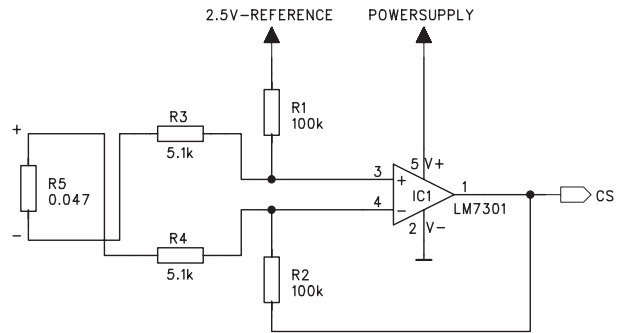 2.5V-REFERENCE
POWERSUPPLY
R1
100k
R3
5.1k
+
R5
0.047
-
R4
5.1k
3
+
4
-
5
V+
IC1
1
LM7301
2
V-
CS
R2
100k